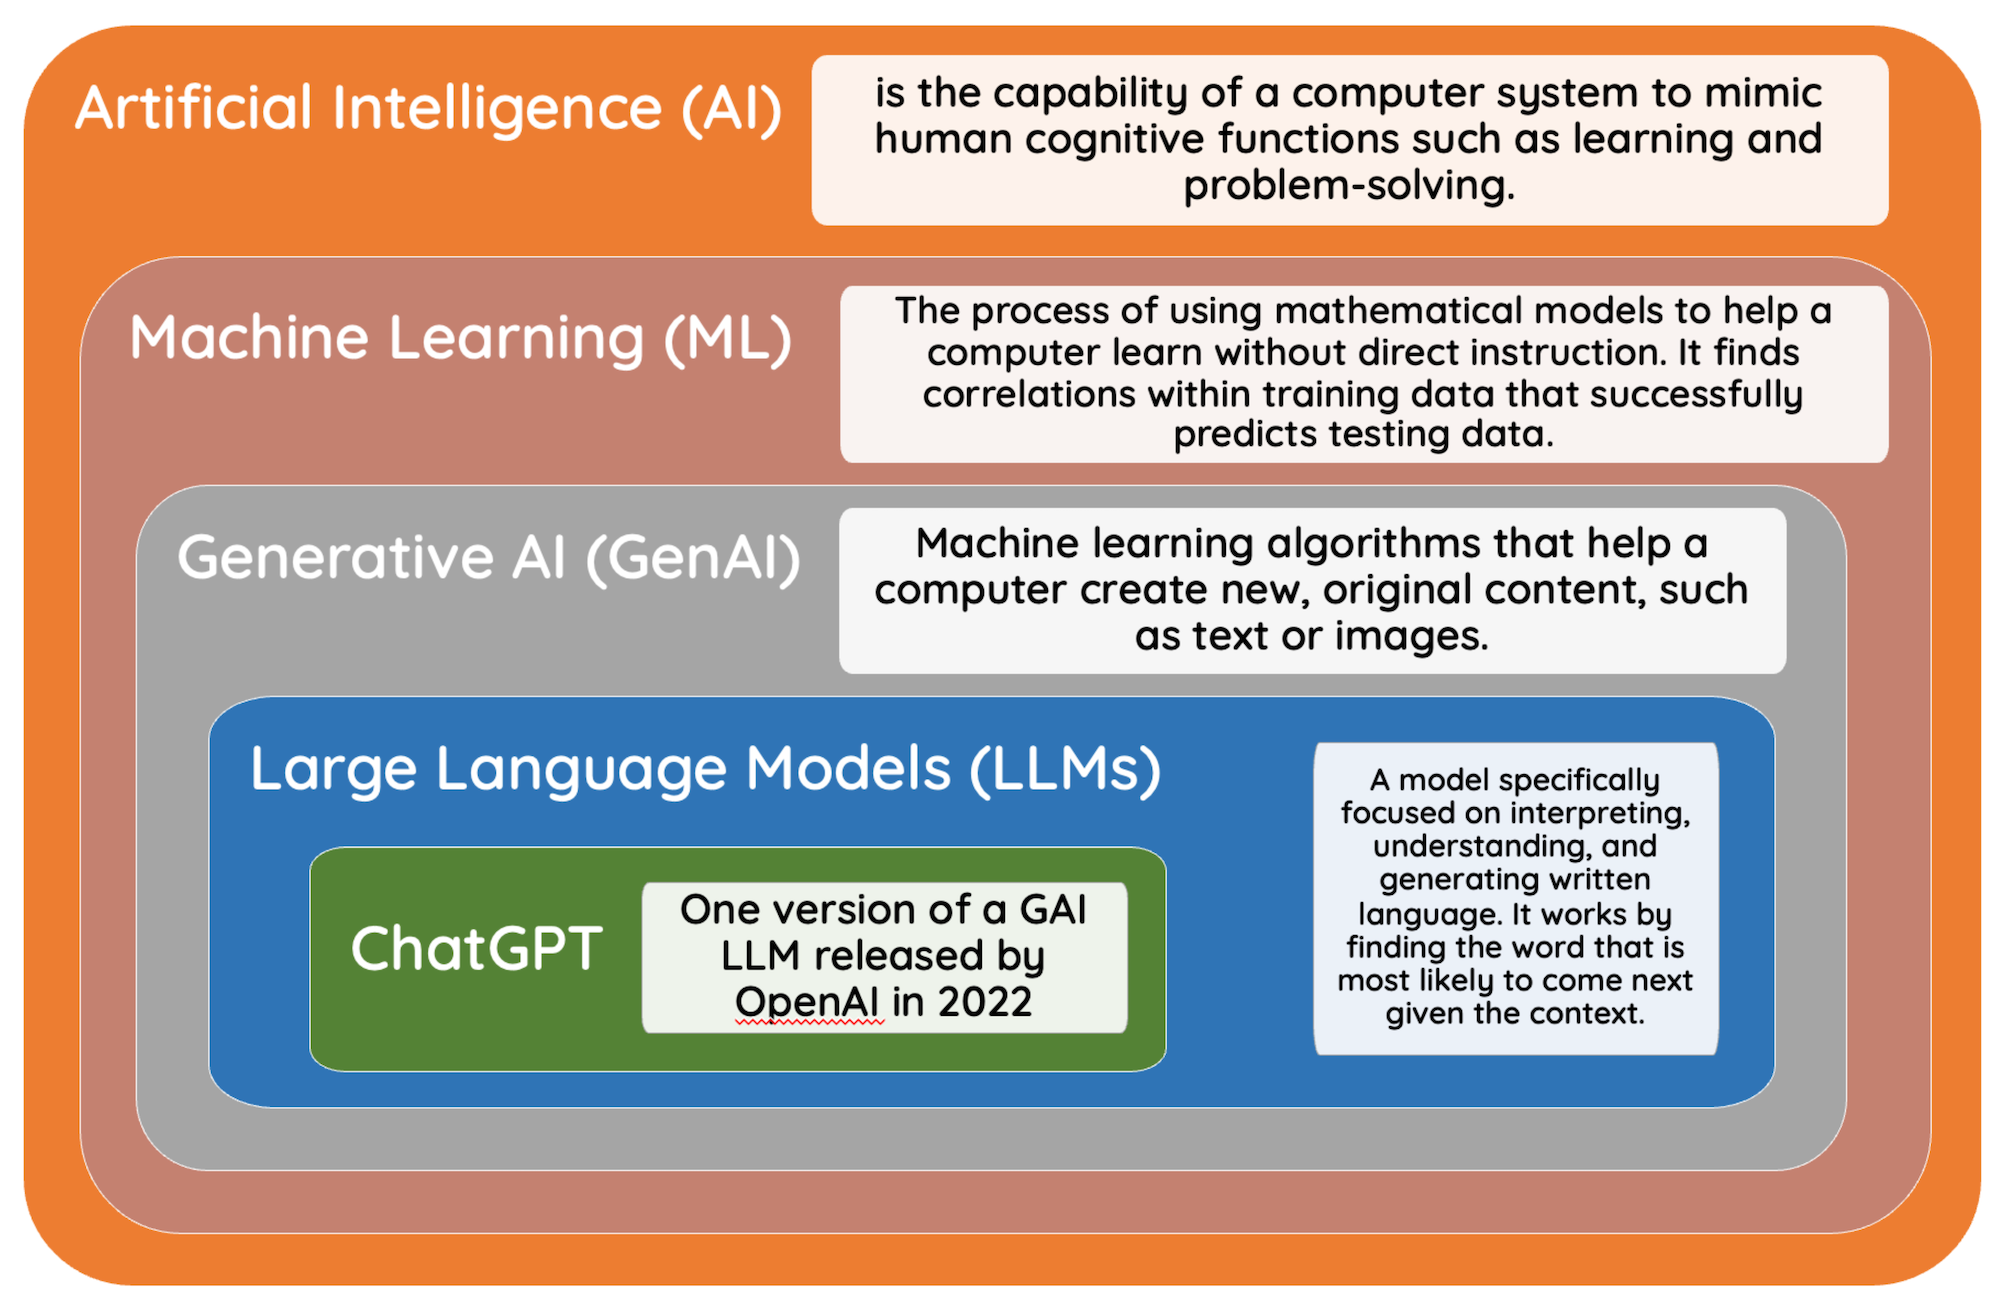 Artificial Intelligence (AI)
is the capability of a computer system to mimic
human cognitive functions such as learning and
problem-solving.
Machine Learning (ML)
The process of using mathematical models to help a
computer learn without direct instruction. It finds
correlations within training data that successfully
predicts testing data.
Generative AI (GenAI)
Machine learning algorithms that help a
computer create new, original content, such
as text or images.
Large Language Models (LLMs)
A model specifically
focused on interpreting,
understanding, and
generating written
language. It works by
finding the word that is
most likely to come next
given the context.
ChatGPT
One version of a GAI
LLM released by
OpenAI in 2022